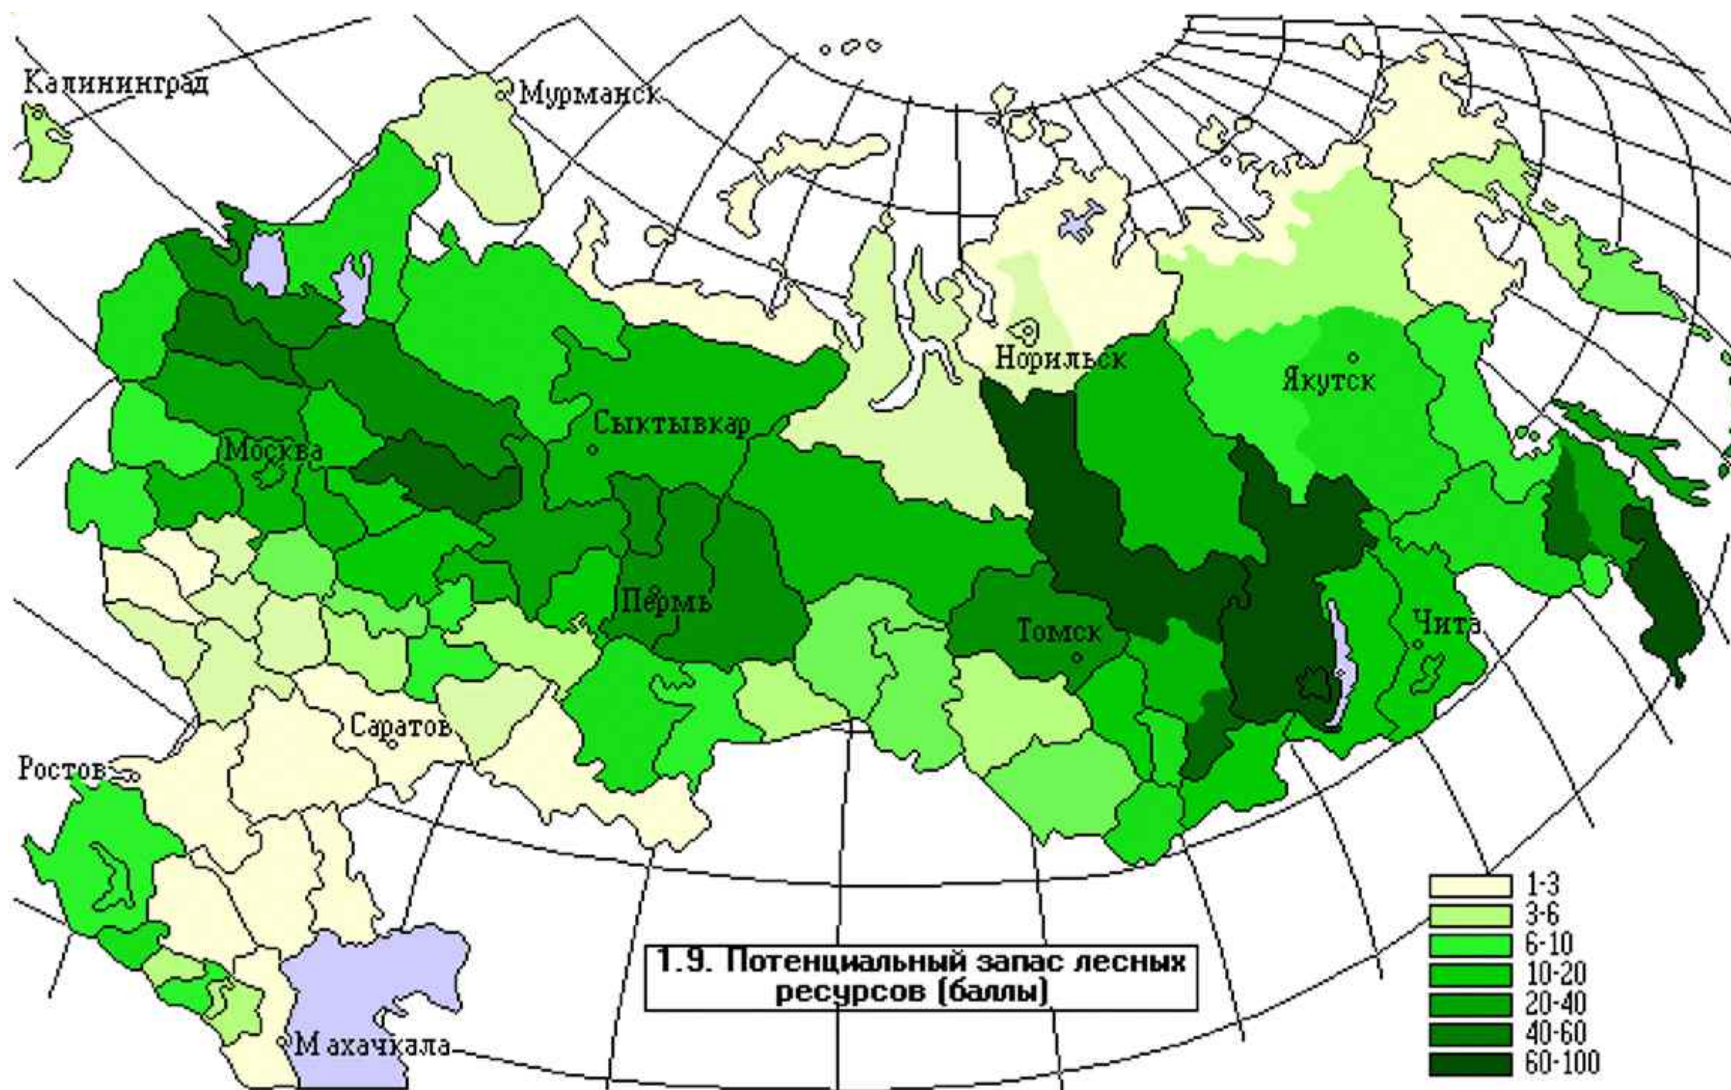 Калининград
Мурманск
Норильск
Якутск
Сыктывкар
Москва
Пермь
Томск
Чита
Саратов
Ростов
Махачкала
1.9. Потенциальный запас лесных
ресурсов (баллы)
1-3
3-6
6-10
10-20
20-40
40-60
60-100